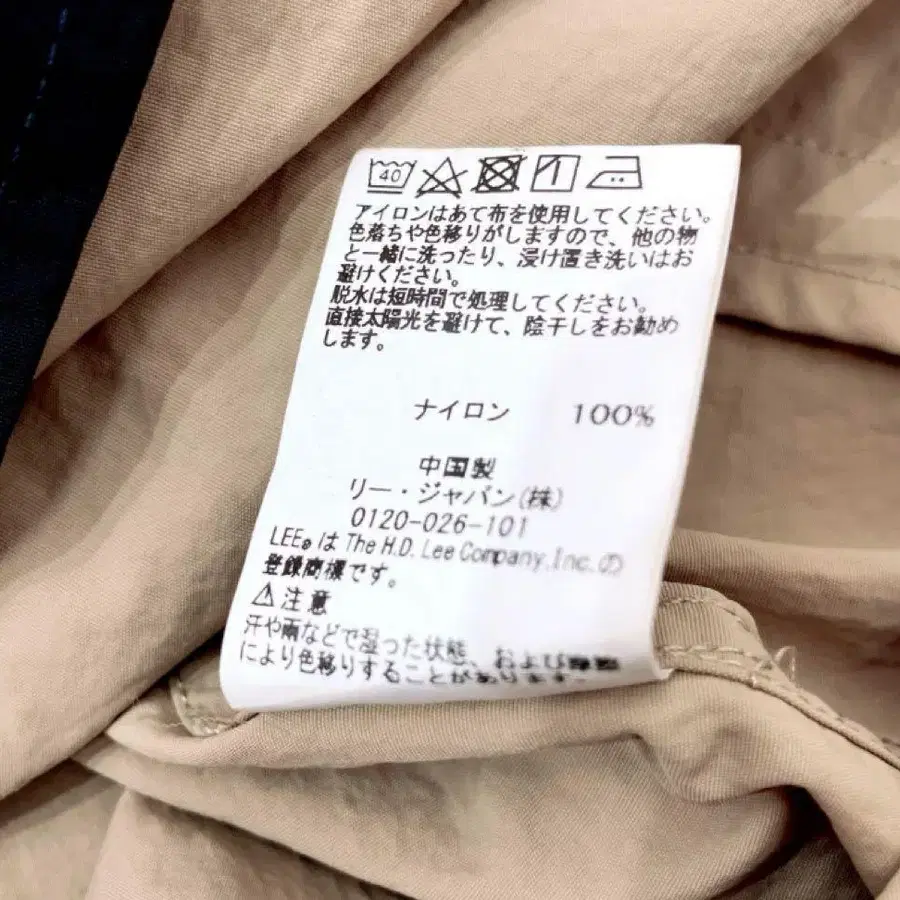 40
アイロンはあて布を使用してください。
色落ちや色移りがしますので、他の物
と一緒に洗ったり、浸け置き洗いはお
避けください。
脱水は短時間で処理してください。
直接太陽光を避けて、陰干しをお勧め
します。
ナイロン 100%
中国製
リー・ジャパン(株)
0120-026-101
LEE® は The H.D. Lee Company, Inc. の
登録商標です。
⚠注意
汗や雨などで湿った状態、および
により色移りすることがあります。